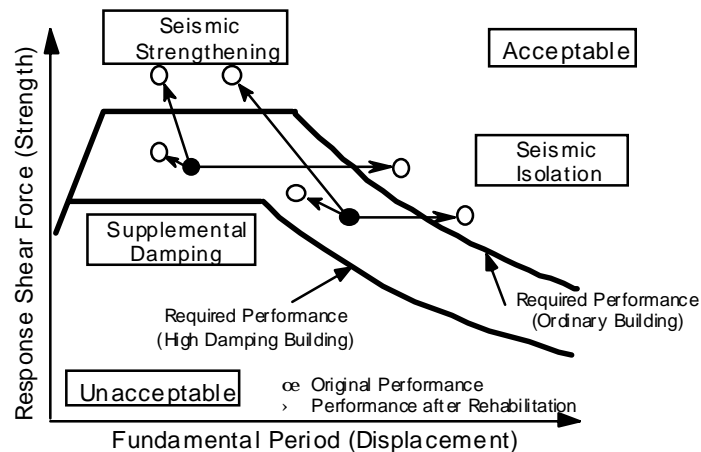 Seismic
Strengthening
Acceptable
Response Shear Force (Strength)
Seismic
Isolation
Supplemental
Damping
Required Performance
(High Damping Building)
Required Performance
(Ordinary Building)
Unacceptable
œ Original Performance
› Performance after Rehabilitation
Fundamental Period (Displacement)